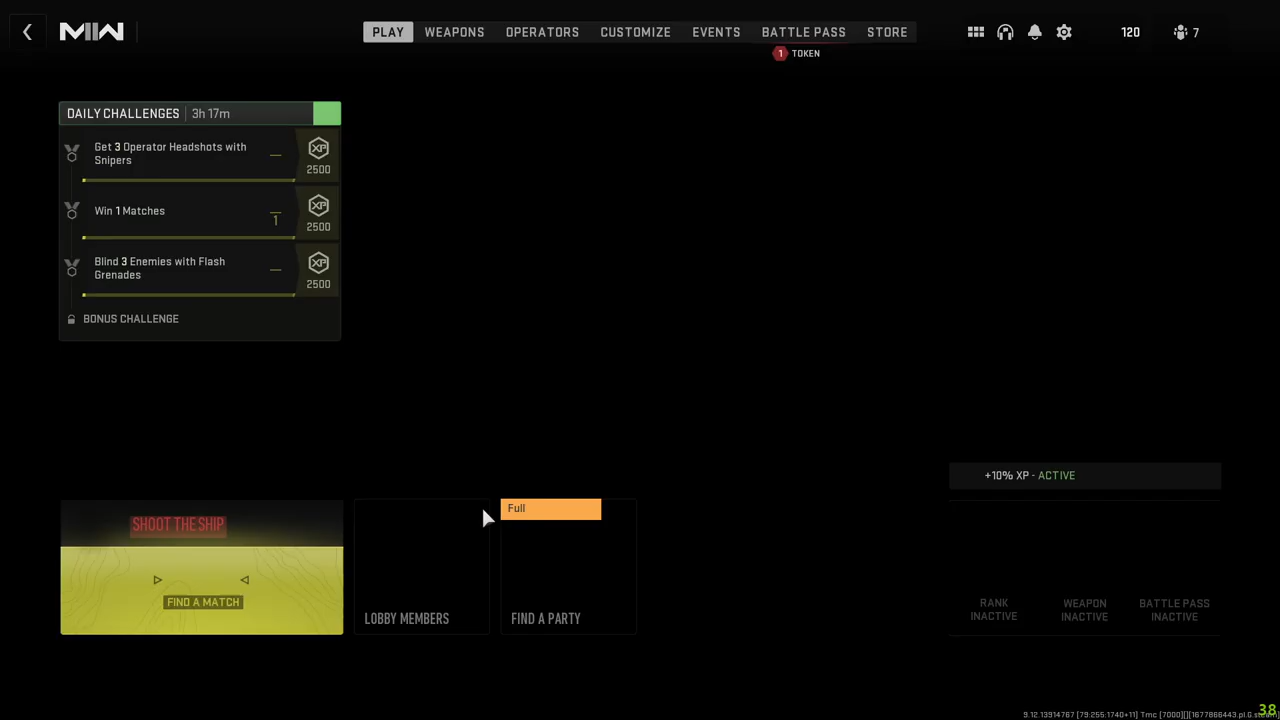 MW
PLAY WEAPONS OPERATORS CUSTOMIZE EVENTS BATTLE PASS STORE
120
7
1 TOKEN
DAILY CHALLENGES 3h 17m
Get 3 Operator Headshots with
Snipers
XP
2500
Win 1 Matches
1
XP
2500
Blind 3 Enemies with Flash
Grenades
XP
2500
BONUS CHALLENGE
+10% XP - ACTIVE
SHOOT THE SHIP
FIND A MATCH
LOBBY MEMBERS
Full
FIND A PARTY
RANK
INACTIVE
WEAPON
INACTIVE
BATTLE PASS
INACTIVE
38